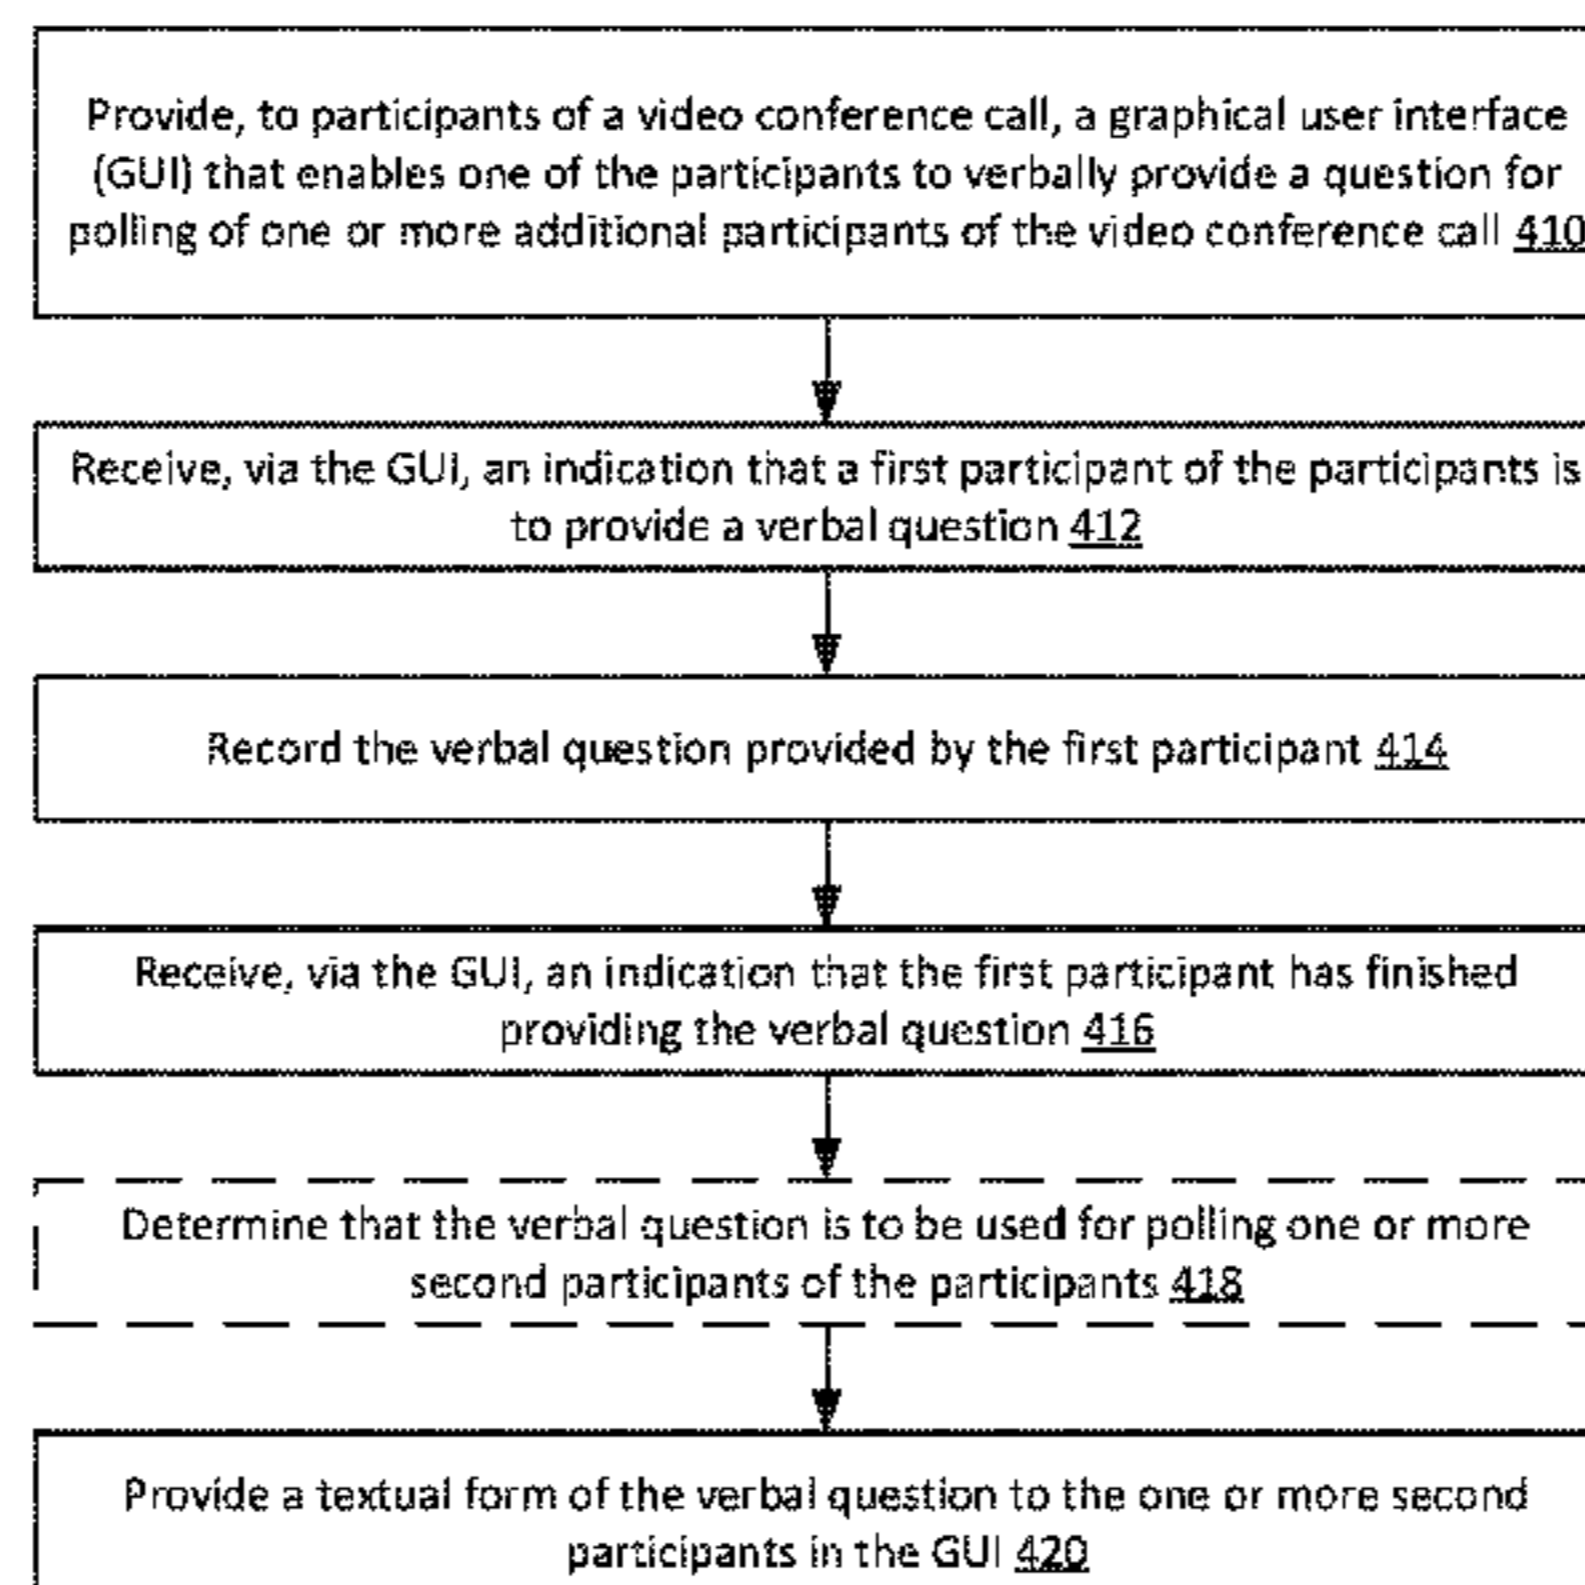 Provide, to participants of a video conference call, a graphical user interface
(GUI) that enables one of the participants to verbally provide a question for
polling of one or more additional participants of the video conference call 410
Receive, via the GUI, an indication that a first participant of the participants is
to provide a verbal question 412
Record the verbal question provided by the first participant 414
Receive, via the GUI, an indication that the first participant has finished
providing the verbal question 416
Determine that the verbal question is to be used for polling one or more
second participants of the participants 418
Provide a textual form of the verbal question to the one or more second
participants in the GUI 420